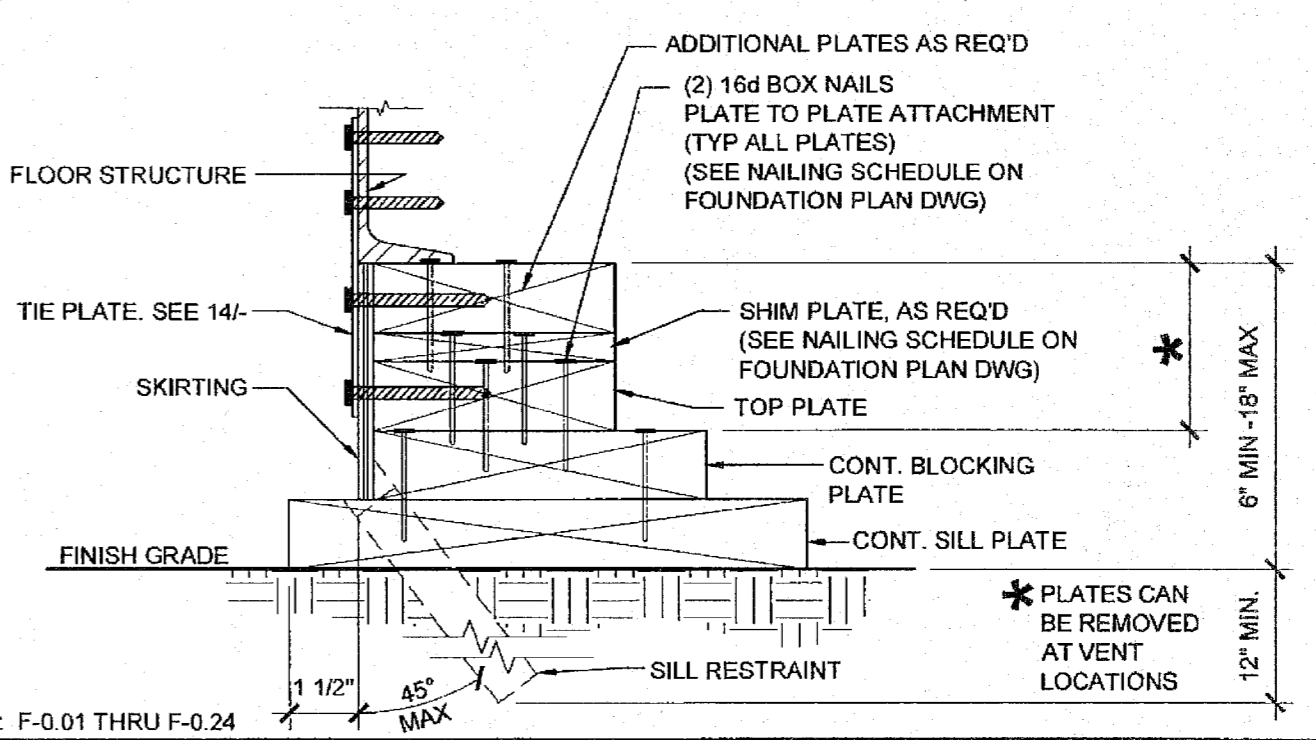 ADDITIONAL PLATES AS REQ'D
(2) 16d BOX NAILS
PLATE TO PLATE ATTACHMENT
(TYP ALL PLATES)
(SEE NAILING SCHEDULE ON
FOUNDATION PLAN DWG)
FLOOR STRUCTURE
TIE PLATE. SEE 14/-
SKIRTING
SHIM PLATE, AS REQ'D
(SEE NAILING SCHEDULE ON
FOUNDATION PLAN DWG)
TOP PLATE
CONT. BLOCKING
PLATE
CONT. SILL PLATE
FINISH GRADE
6" MIN -18" MAX
12" MIN.
* PLATES CAN
BE REMOVED
AT VENT
LOCATIONS
*
SILL RESTRAINT
1 1/2"
45°
MAX
: F-0.01 THRU F-0.24